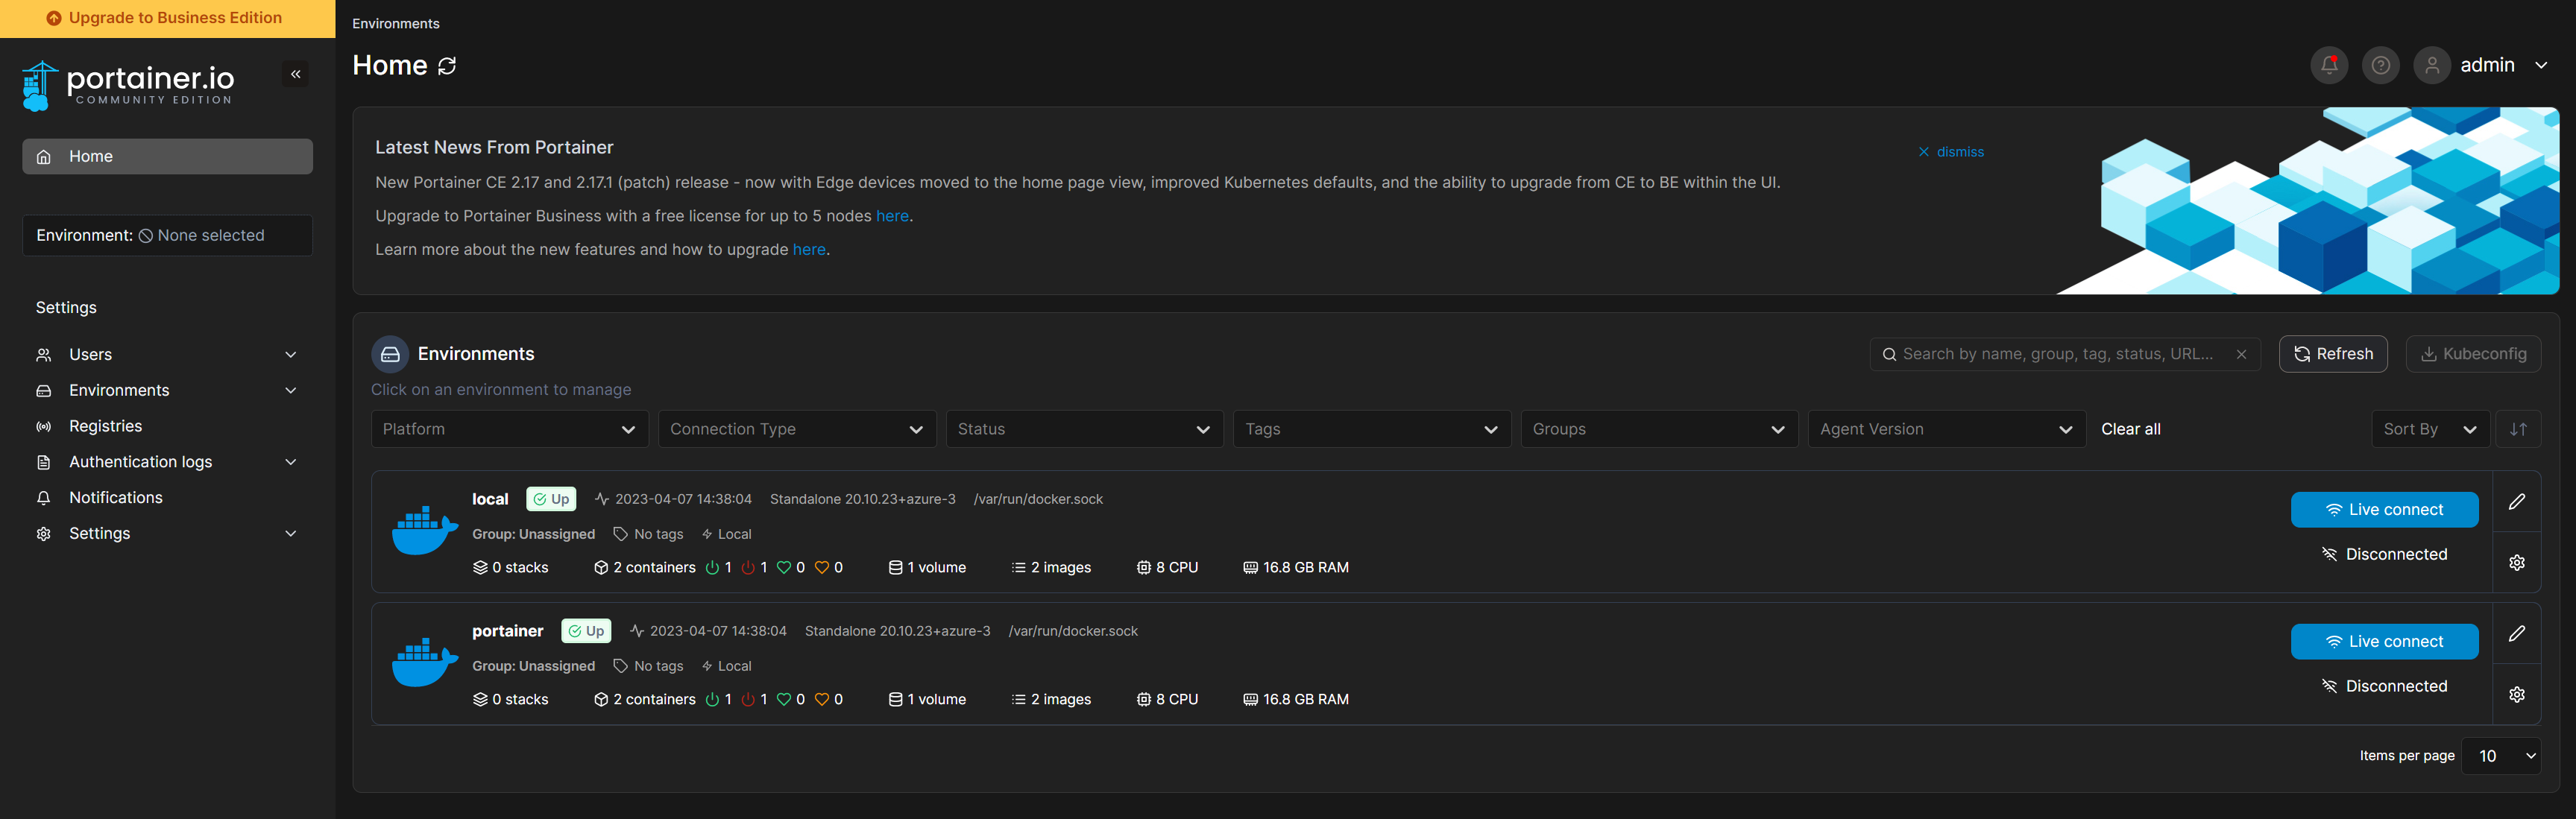 Upgrade to Business Edition
portainer.io
COMMUNITY EDITION
Home
Environment: None selected
Settings
Users
Environments
Registries
Authentication logs
Notifications
Settings
Environments
Home
admin
Latest News From Portainer
dismiss
New Portainer CE 2.17 and 2.17.1 (patch) release - now with Edge devices moved to the home page view, improved Kubernetes defaults, and the ability to upgrade from CE to BE within the UI.
Upgrade to Portainer Business with a free license for up to 5 nodes here.
Learn more about the new features and how to upgrade here.
Environments
Search by name, group, tag, status, URL...
Refresh
Kubeconfig
Click on an environment to manage
Platform Connection Type Status Tags Groups Agent Version Clear all Sort By
local Up 2023-04-07 14:38:04 Standalone 20.10.23+azure-3 /var/run/docker.sock
Group: Unassigned No tags Local
0 stacks 2 containers 1 1 0 0 1 volume 2 images 8 CPU 16.8 GB RAM
Live connect
Disconnected
portainer Up 2023-04-07 14:38:04 Standalone 20.10.23+azure-3 /var/run/docker.sock
Group: Unassigned No tags Local
0 stacks 2 containers 1 1 0 0 1 volume 2 images 8 CPU 16.8 GB RAM
Live connect
Disconnected
Items per page 10